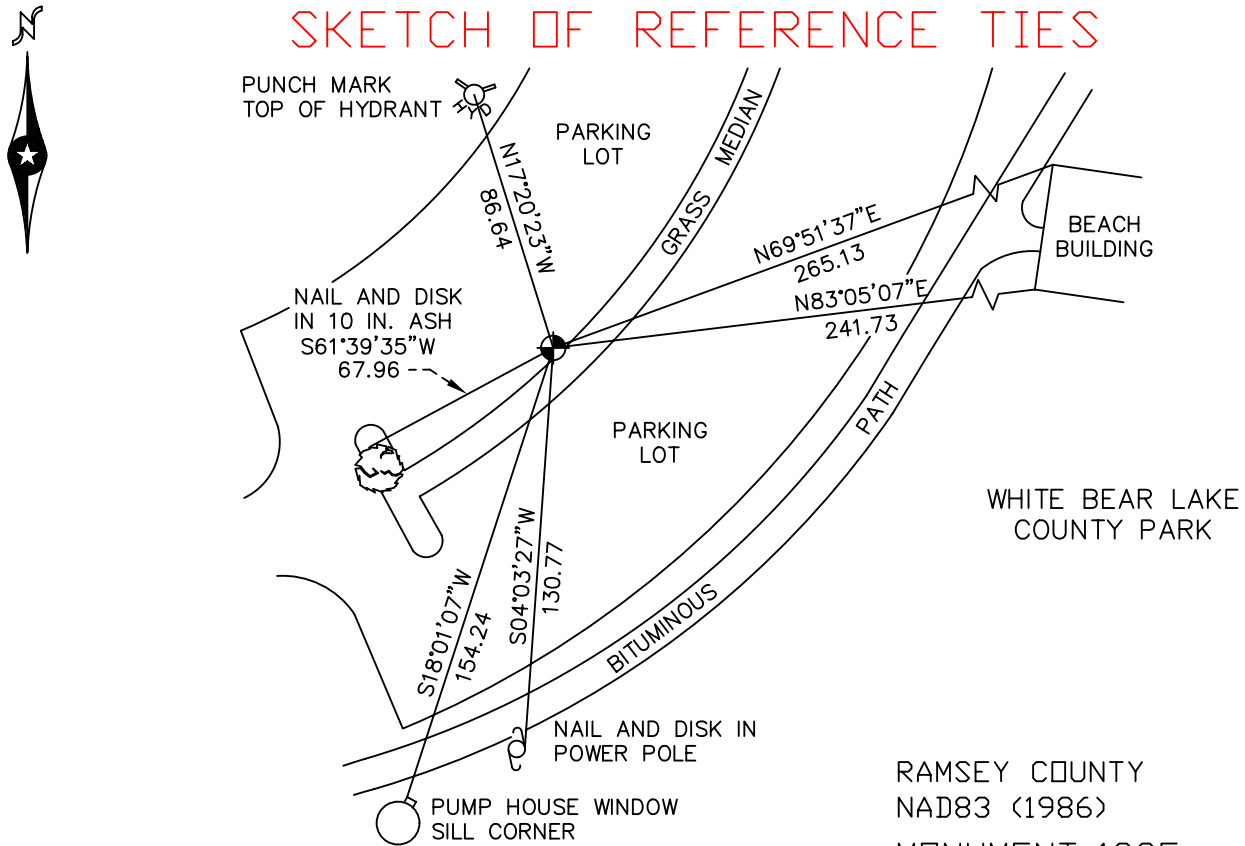 N
SKETCH OF REFERENCE TIES
PUNCH MARK
TOP OF HYDRANT
HYD
PARKING
LOT
GRASS MEDIAN
N17°20'23"W
86.64
N69°51'37"E
265.13
BEACH
BUILDING
N83°05'07"E
241.73
NAIL AND DISK
IN 10 IN. ASH
S61°39'35"W
67.96
PARKING
LOT
PATH
WHITE BEAR LAKE
COUNTY PARK
S18°01'07"W
154.24
S04°03'27"W
130.77
BITUMINOUS
NAIL AND DISK IN
POWER POLE
PUMP HOUSE WINDOW
SILL CORNER
RAMSEY COUNTY
NAD83 (1986)
MONUMENT